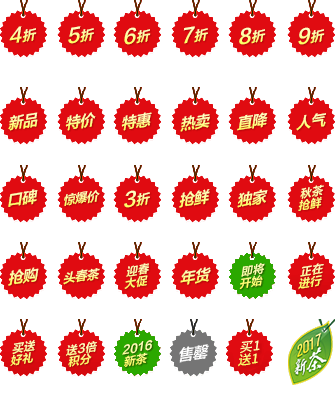 4折 5折 6折 7折 8折 9折
新品 特价 特惠 热卖 直降 人气
口碑 惊爆价 3折 抢鲜 独家 秋茶
抢鲜
抢购 头春茶 迎春
大促 年货 即将
开始 正在
进行
买送
好礼 送3倍
积分 2016
新茶 售罄 买1
送1 2017
新茶